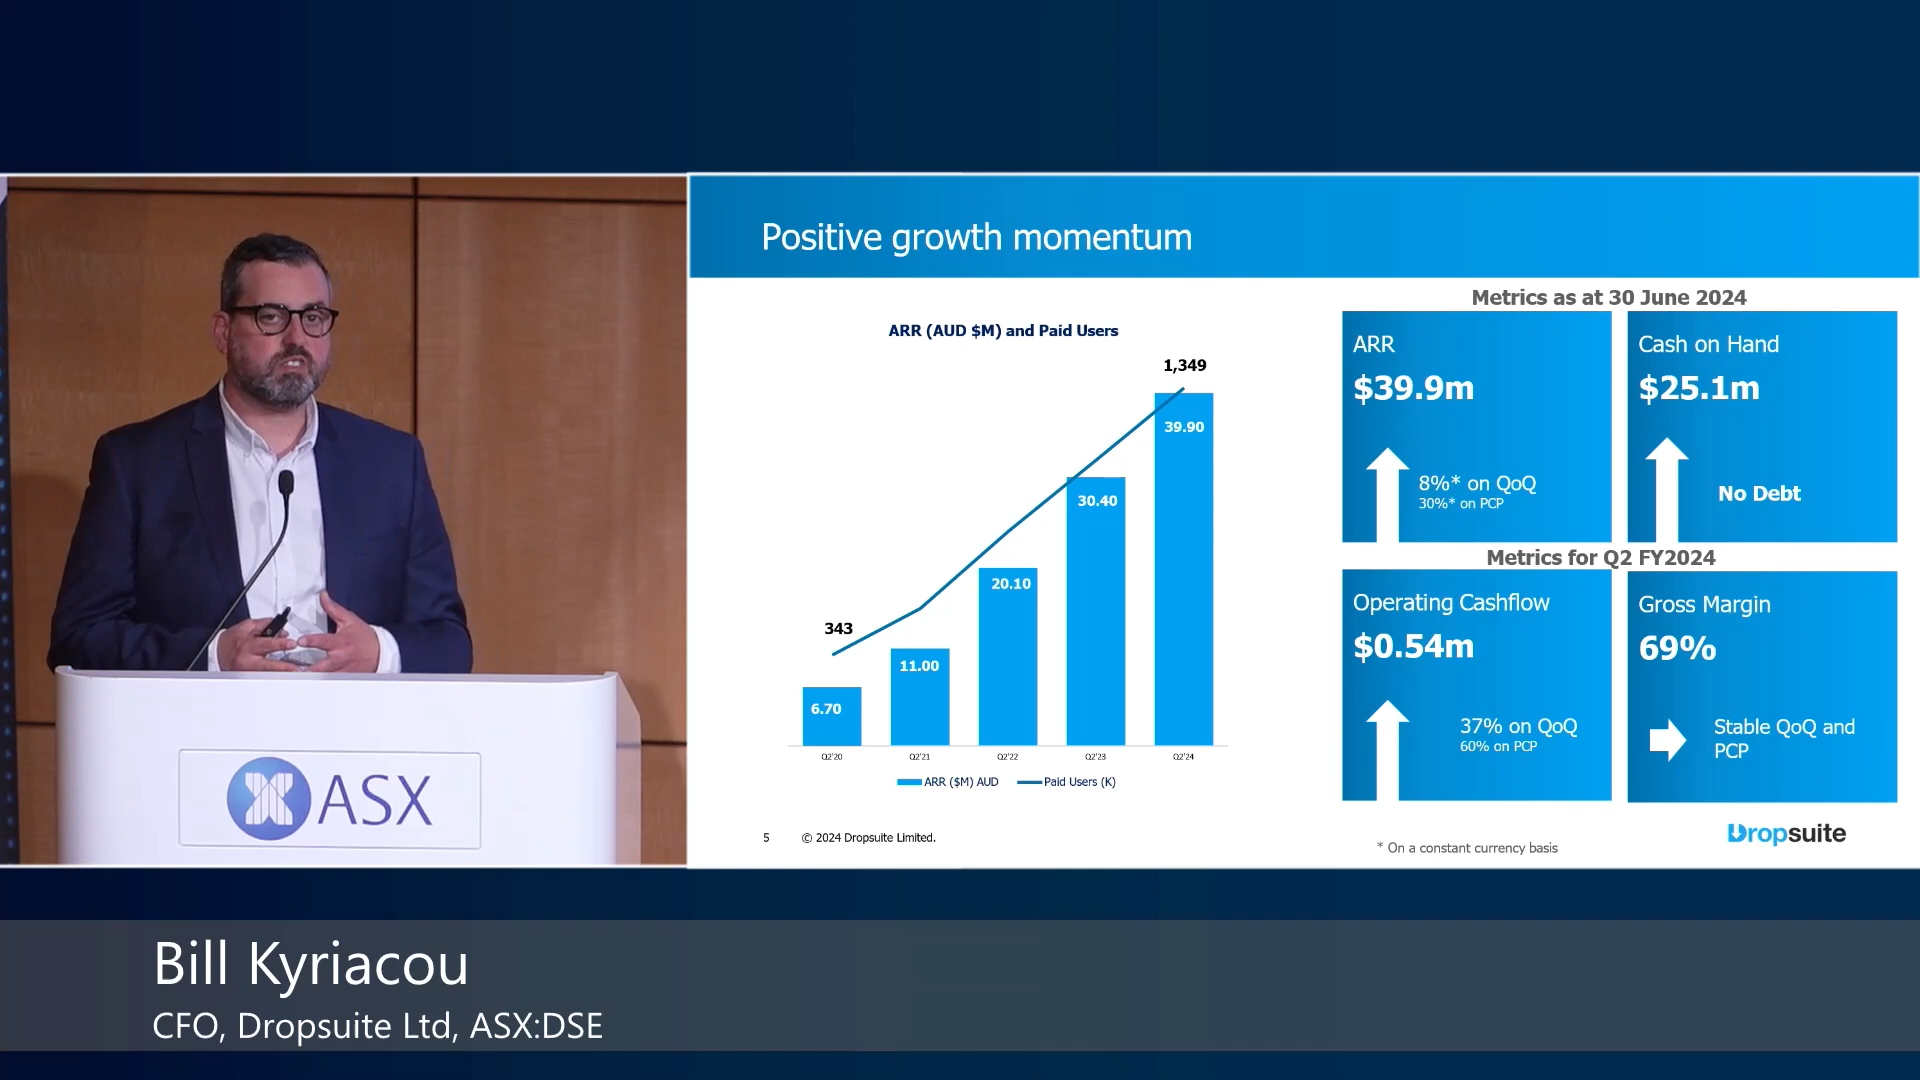 Positive growth momentum
ARR (AUD $M) and Paid Users
1,349
39.90
30.40
20.10
343
11.00
6.70
Q2'20
Q2'21
Q2'22
Q2'23
Q2'24
ARR ($M) AUD
Paid Users (K)
Metrics as at 30 June 2024
ARR
$39.9m
8%* on QoQ
30%* on PCP
Cash on Hand
$25.1m
No Debt
Metrics for Q2 FY2024
Operating Cashflow
$0.54m
37% on QoQ
60% on PCP
Gross Margin
69%
Stable QoQ and
PCP
5
© 2024 Dropsuite Limited.
* On a constant currency basis
Dropsuite
ASX
Bill Kyriacou
CFO, Dropsuite Ltd, ASX:DSE